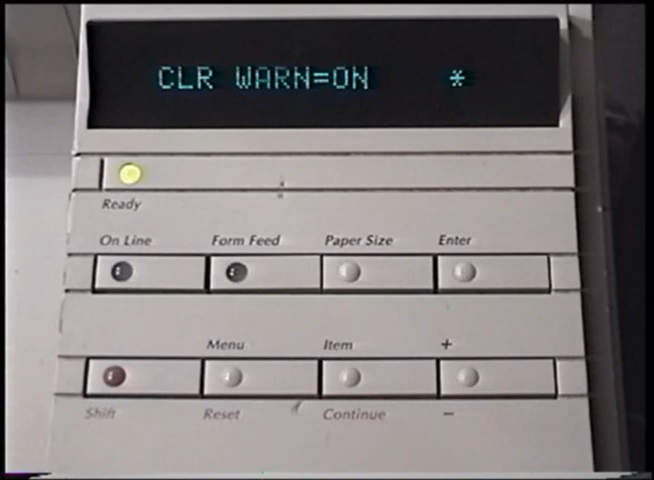 CLR WARN=ON *
Ready
On Line Form Feed Paper Size Enter
Menu Item +
Shift Reset Continue -